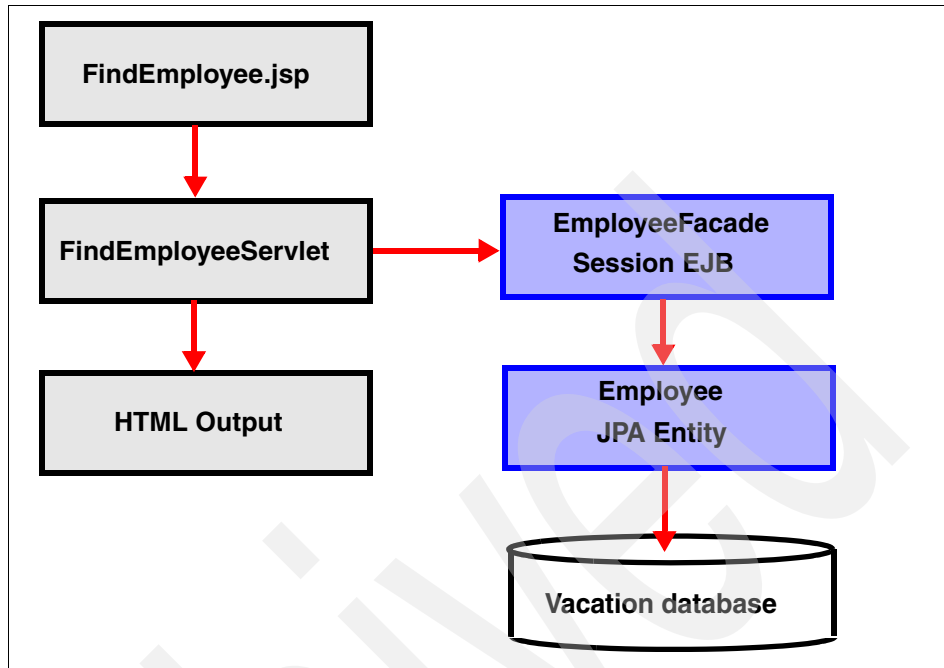 FindEmployee.jsp
FindEmployeeServlet
HTML Output
EmployeeFacade
Session EJB
Employee
JPA Entity
Vacation database